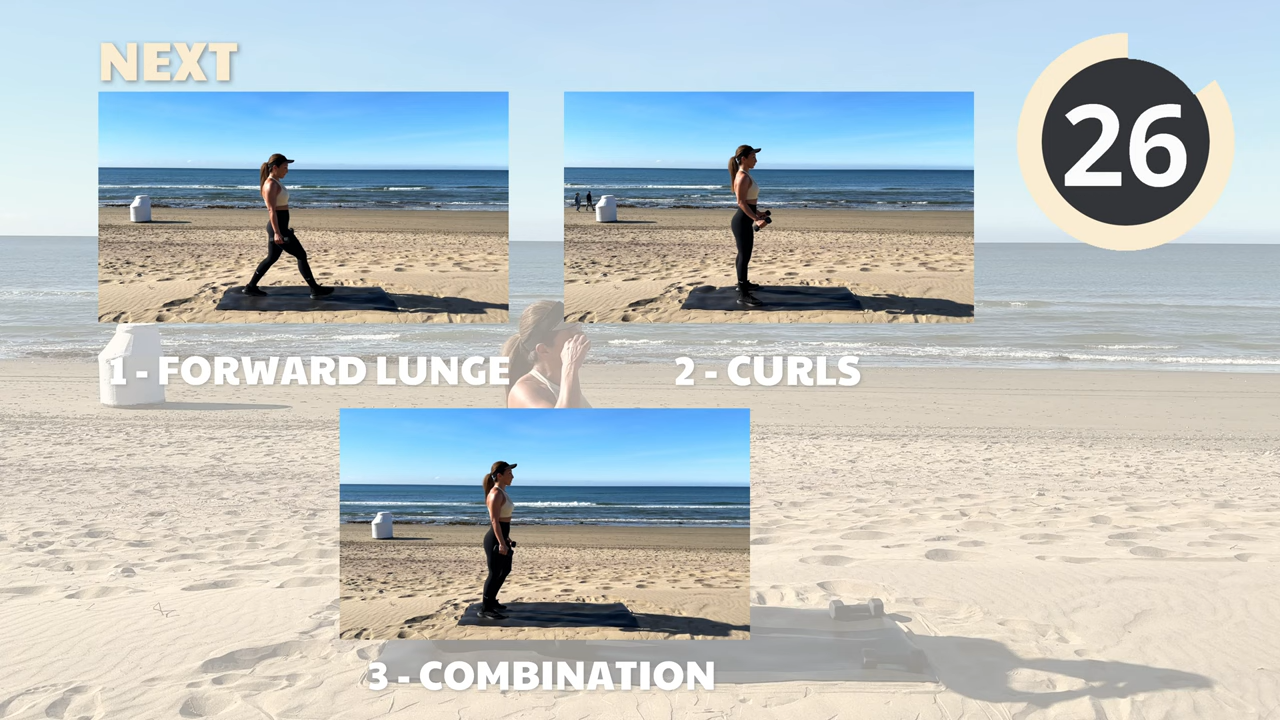 NEXT
26
1 - FORWARD LUNGE
2 - CURLS
3 - COMBINATION